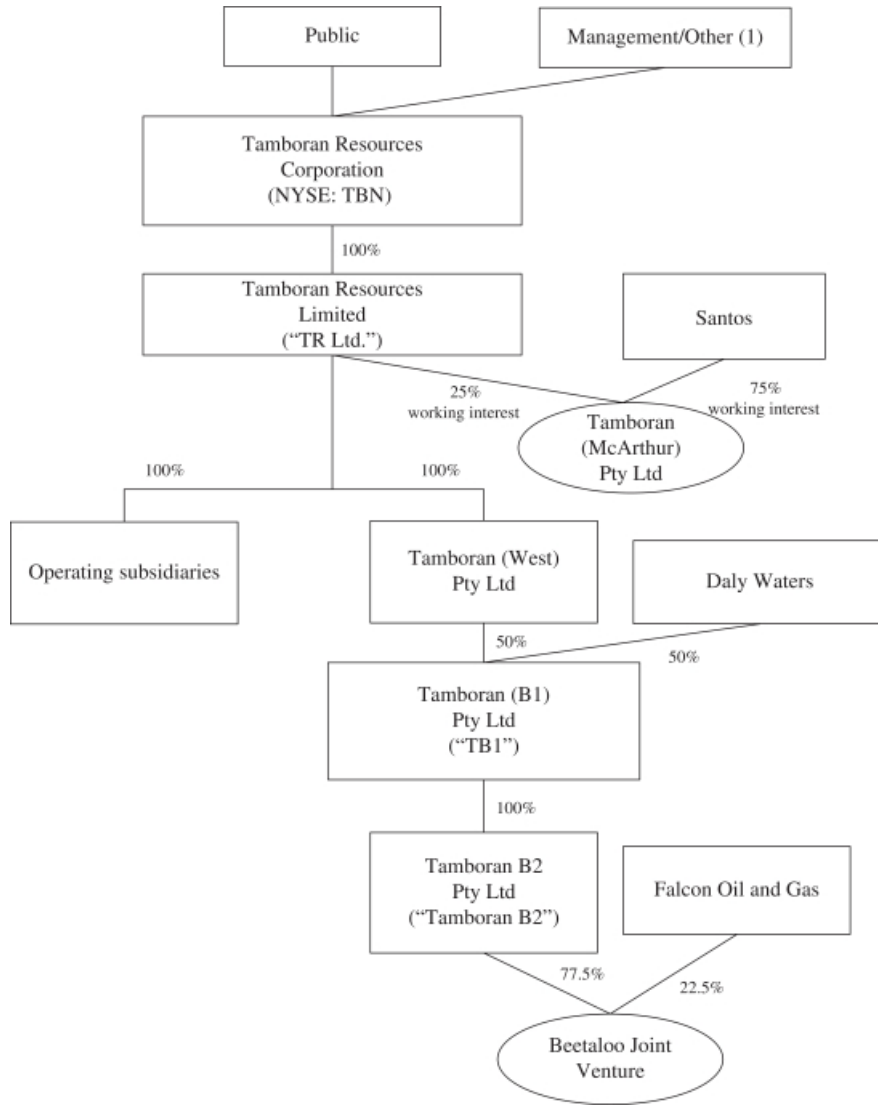 Public
Management/Other (1)
Tamboran Resources
Corporation
(NYSE: TBN)
100%
Tamboran Resources
Limited
(“TR Ltd.”)
Santos
25%
working interest
75%
working interest
Tamboran
(McArthur)
Pty Ltd
100%
100%
Operating subsidiaries
Tamboran (West)
Pty Ltd
Daly Waters
50%
50%
Tamboran (B1)
Pty Ltd
(“TB1”)
100%
Tamboran B2
Pty Ltd
(“Tamboran B2”)
Falcon Oil and Gas
77.5%
22.5%
Beetaloo Joint
Venture